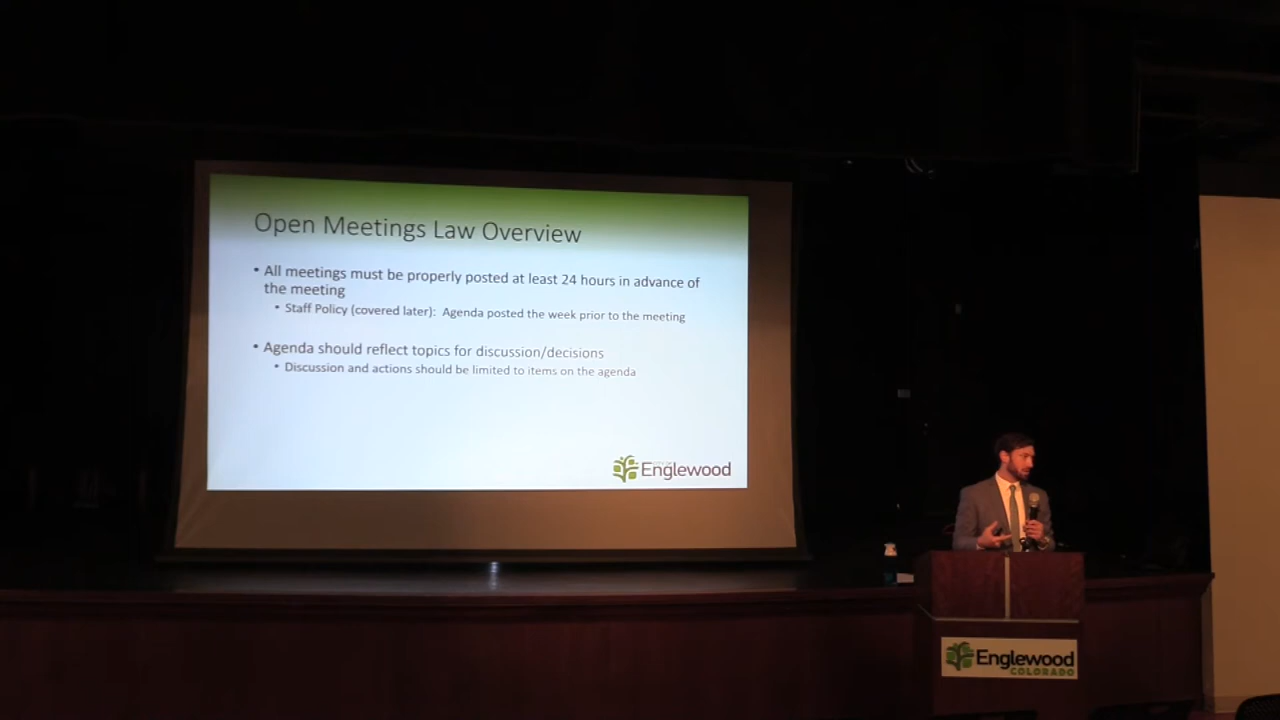 Open Meetings Law Overview
• All meetings must be properly posted at least 24 hours in advance of
the meeting
• Staff Policy (covered later): Agenda posted the week prior to the meeting
• Agenda should reflect topics for discussion/decisions
• Discussion and actions should be limited to items on the agenda
Englewood
Englewood
COLORADO